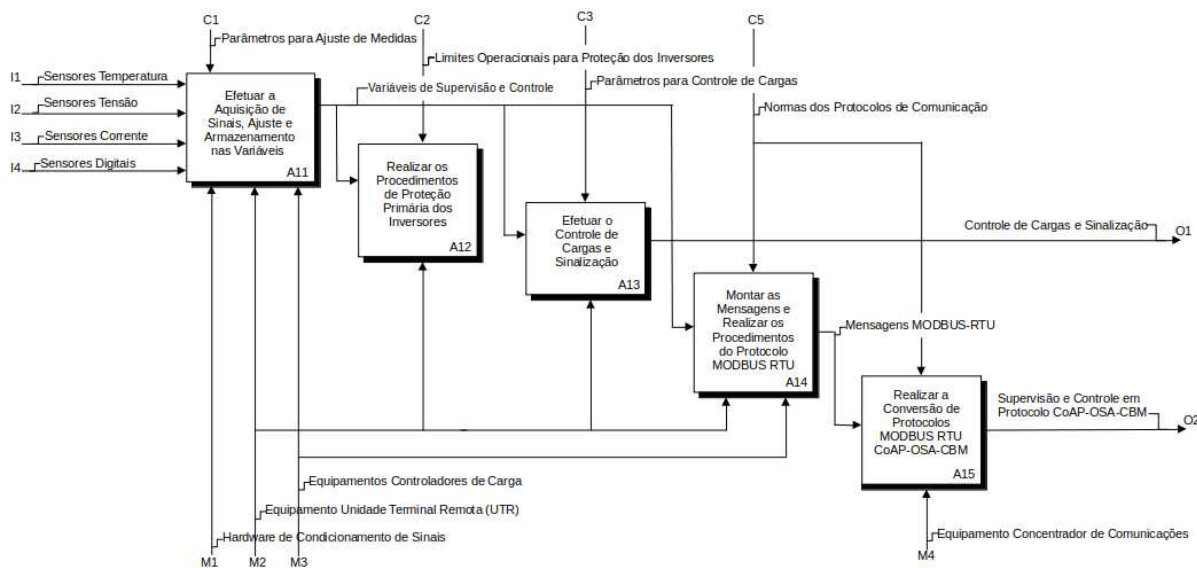 C1
C2
C3
C5
Parâmetros para Ajuste de Medidas
Limites Operacionais para Proteção dos Inversores
I1
Sensores Temperatura
I2
Sensores Tensão
I3
Sensores Corrente
I4
Sensores Digitais
Efetuar a
Aquisição de
Sinais, Ajuste e
Armazenamento
nas Variáveis
A11
Variáveis de Supervisão e Controle
Parâmetros para Controle de Cargas
Normas dos Protocolos de Comunicação
Realizar os
Procedimentos
de Proteção
Primária dos
Inversores
A12
Efetuar o
Controle de
Cargas e
Sinalização
A13
Controle de Cargas e Sinalização
O1
Montar as
Mensagens e
Realizar os
Procedimentos
do Protocolo
MODBUS RTU
A14
Mensagens MODBUS-RTU
Realizar a
Conversão de
Protocolos
MODBUS RTU
CoAP-OSA-CBM
A15
Supervisão e Controle em
Protocolo CoAP-OSA-CBM
O2
Equipamentos Controladores de Carga
Equipamento Unidade Terminal Remota (UTR)
Hardware de Condicionamento de Sinais
Equipamento Concentrador de Comunicações
M1
M2
M3
M4